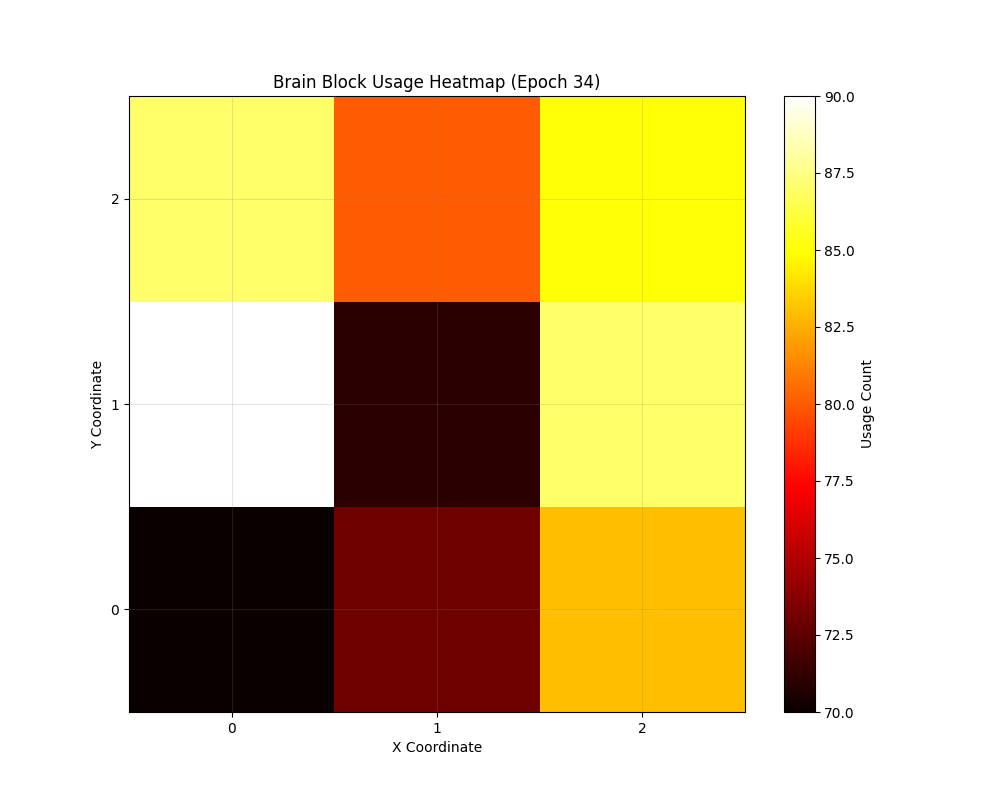 Brain Block Usage Heatmap (Epoch 34)
2
1
0
Y Coordinate
0 1 2
X Coordinate
90.0
87.5
85.0
82.5
80.0
77.5
75.0
72.5
70.0
Usage Count